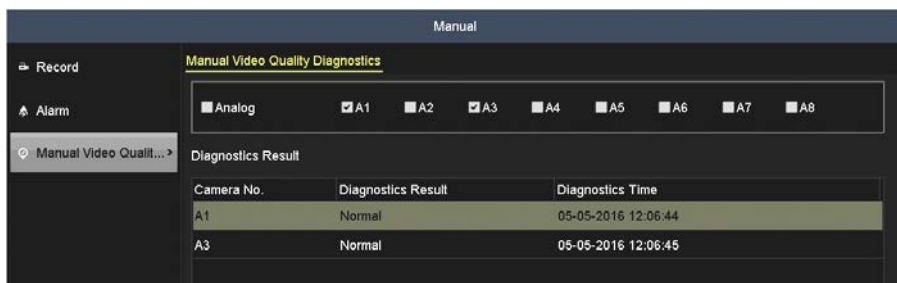 Manual
Record
Alarm
Manual Video Qualit...
Manual Video Quality Diagnostics
Analog A1 A2 A3 A4 A5 A6 A7 A8
Diagnostics Result
Camera No. Diagnostics Result Diagnostics Time
A1 Normal 05-05-2016 12:06:44
A3 Normal 05-05-2016 12:06:45